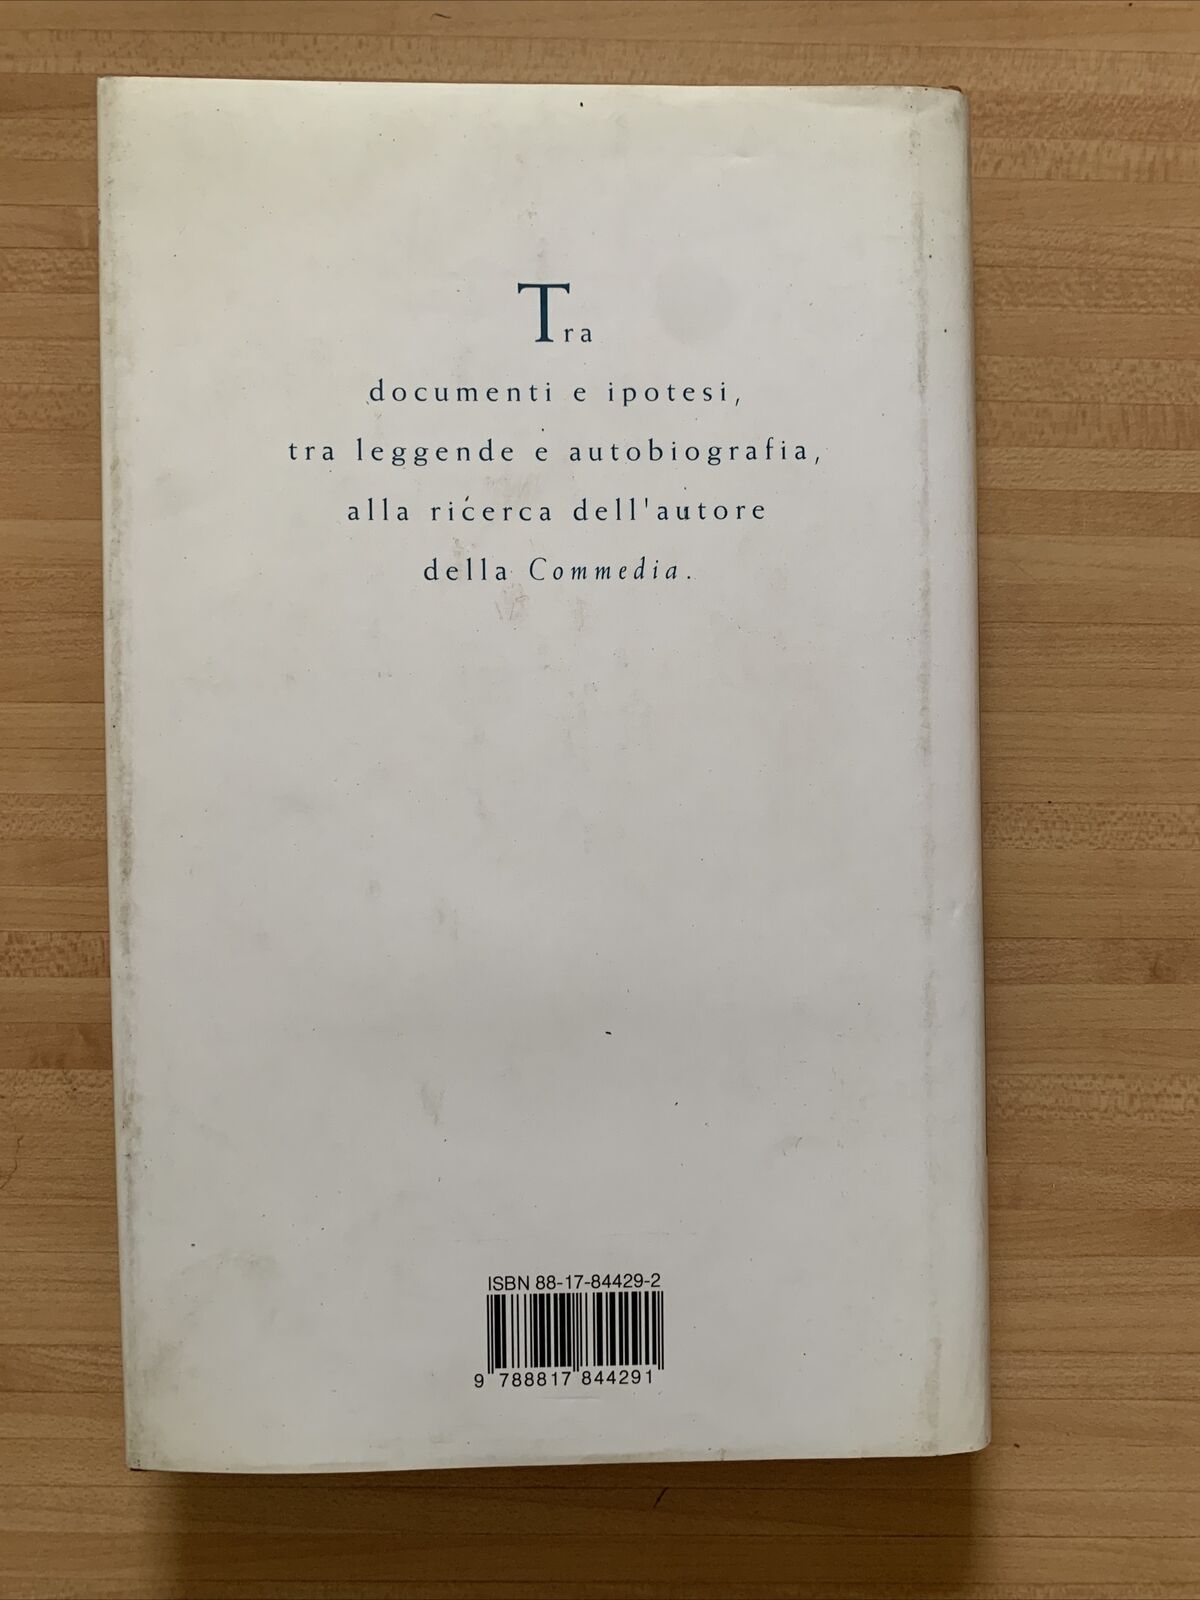 Tra
documenti e ipotesi,
tra leggende e autobiografia,
alla ricerca dell'autore
della Commedia.
ISBN 88-17-84429-2
9 788817 844291